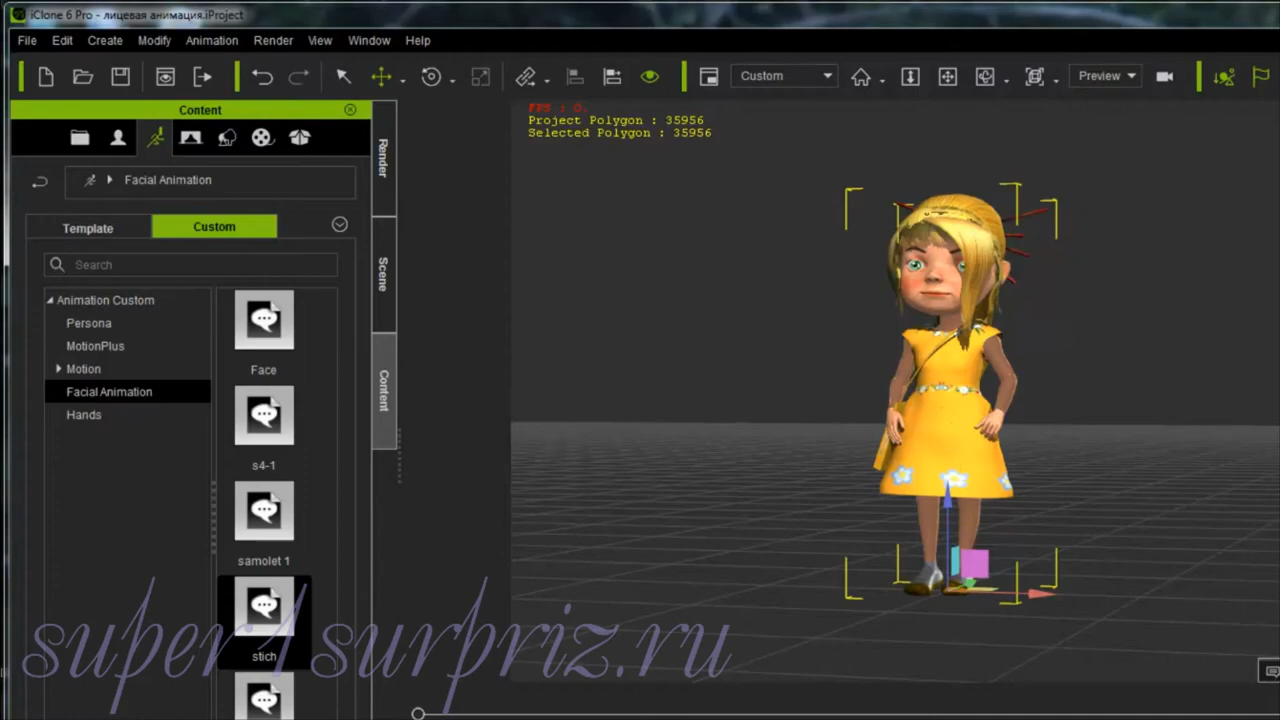 iClone 6 Pro - лицевая анимация.iProject
File Edit Create Modify Animation Render View Window Help
Custom Preview
Content
FPS : 0.
Project Polygon : 35956
Selected Polygon : 35956
Render
Scene
Content
Facial Animation
Template Custom
Search
Animation Custom
Persona
MotionPlus
Motion
Facial Animation
Hands
Face
s4-1
samolet 1
stich
super1surpriz.ru